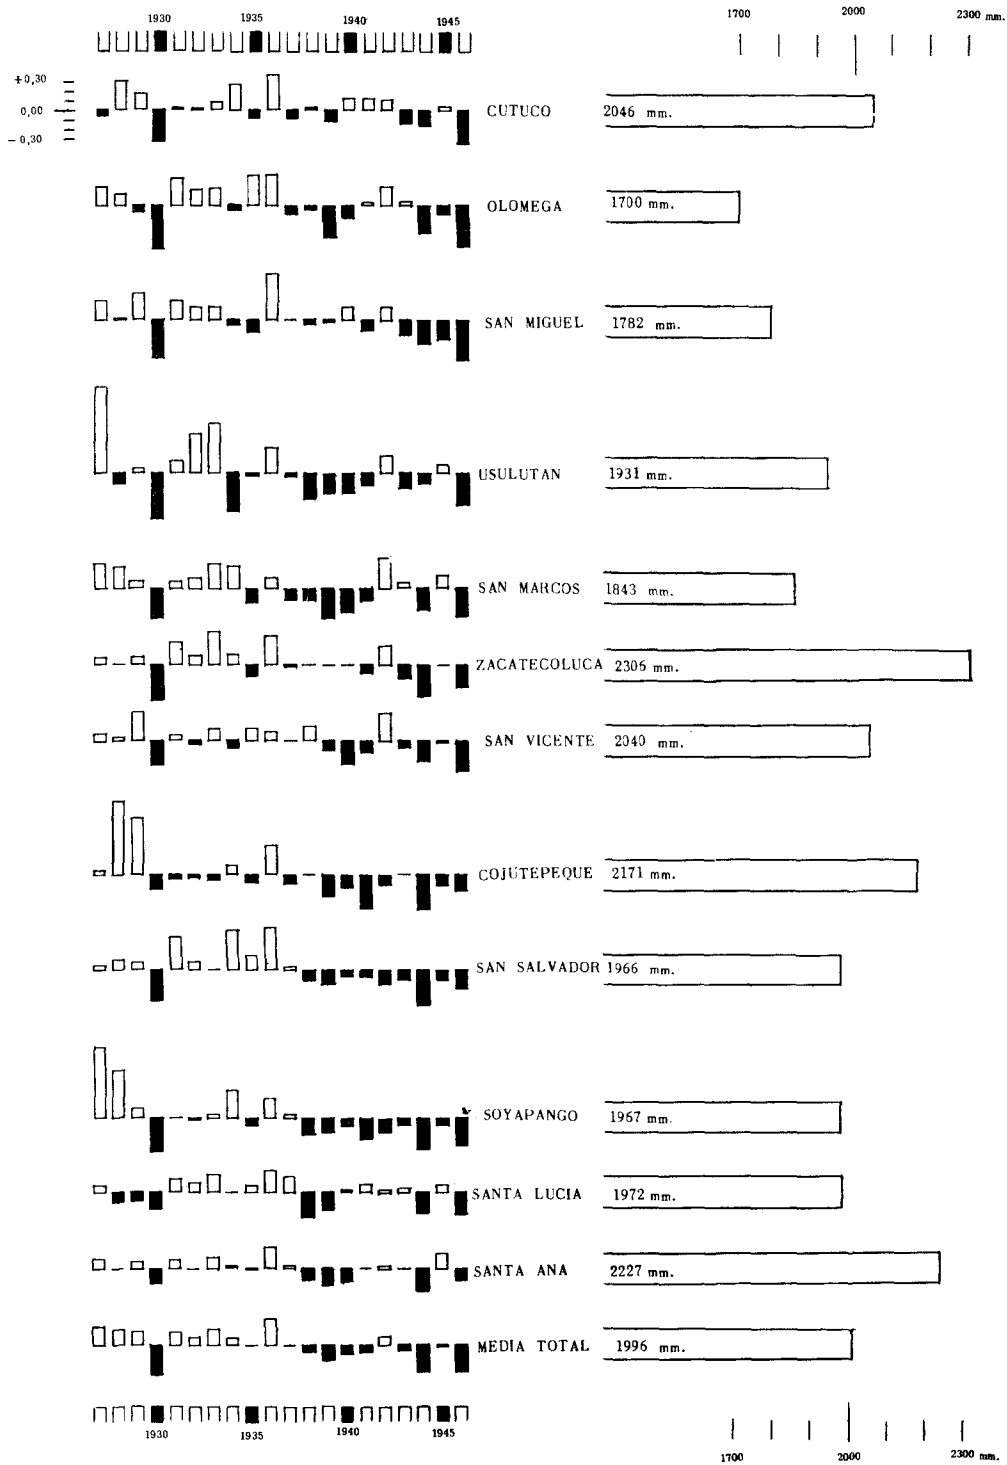 1930 1935 1940 1945 1700 2000 2300 mm.
+0,30
0,00
-0,30
CUTUCO 2046 mm.
OLOMEGA 1700 mm.
SAN MIGUEL 1782 mm.
USULUTAN 1931 mm.
SAN MARCOS 1843 mm.
ZACATECOLUCA 2306 mm.
SAN VICENTE 2040 mm.
COJUTEPEQUE 2171 mm.
SAN SALVADOR 1966 mm.
SOYAPANGO 1967 mm.
SANTA LUCIA 1972 mm.
SANTA ANA 2227 mm.
MEDIA TOTAL 1996 mm.
1930 1935 1940 1945 1700 2000 2300 mm.